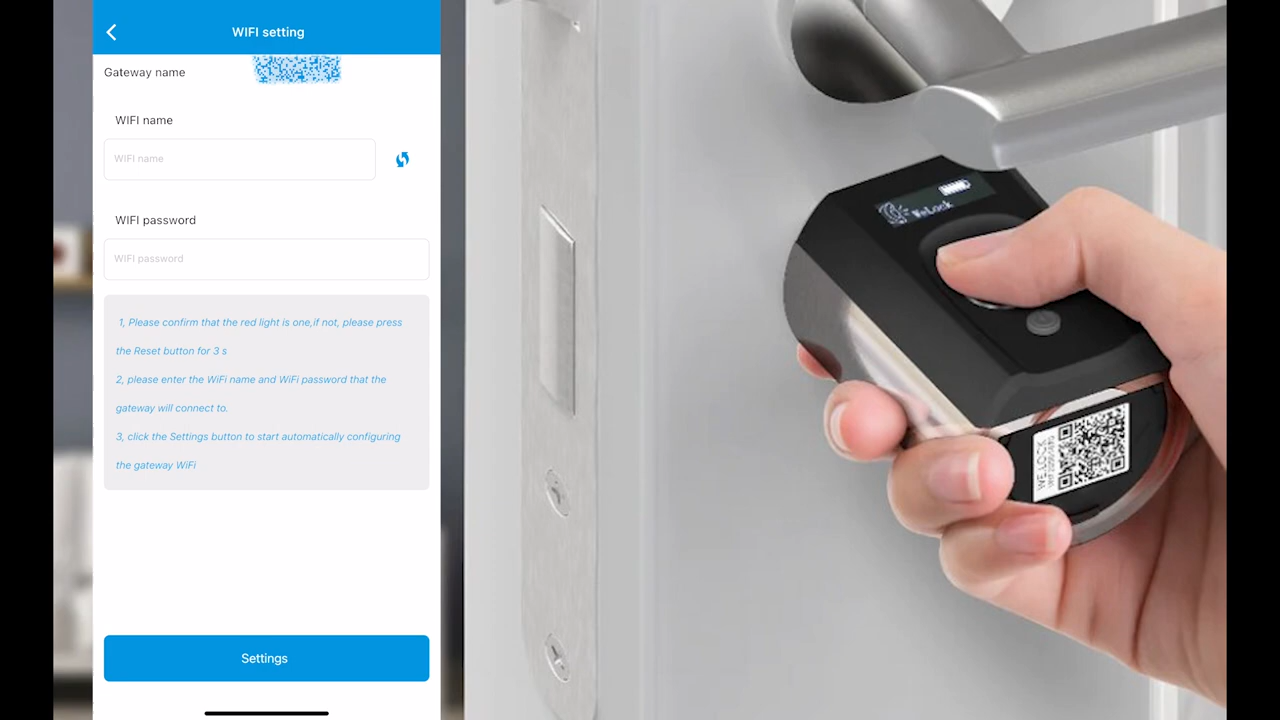 WIFI setting
Gateway name
WIFI name
WIFI name
WIFI password
WIFI password
1, Please confirm that the red light is one,if not, please press
the Reset button for 3 s
2, please enter the WiFi name and WiFi password that the
gateway will connect to.
3, click the Settings button to start automatically configuring
the gateway WiFi
Settings
WeLock
WELOCK